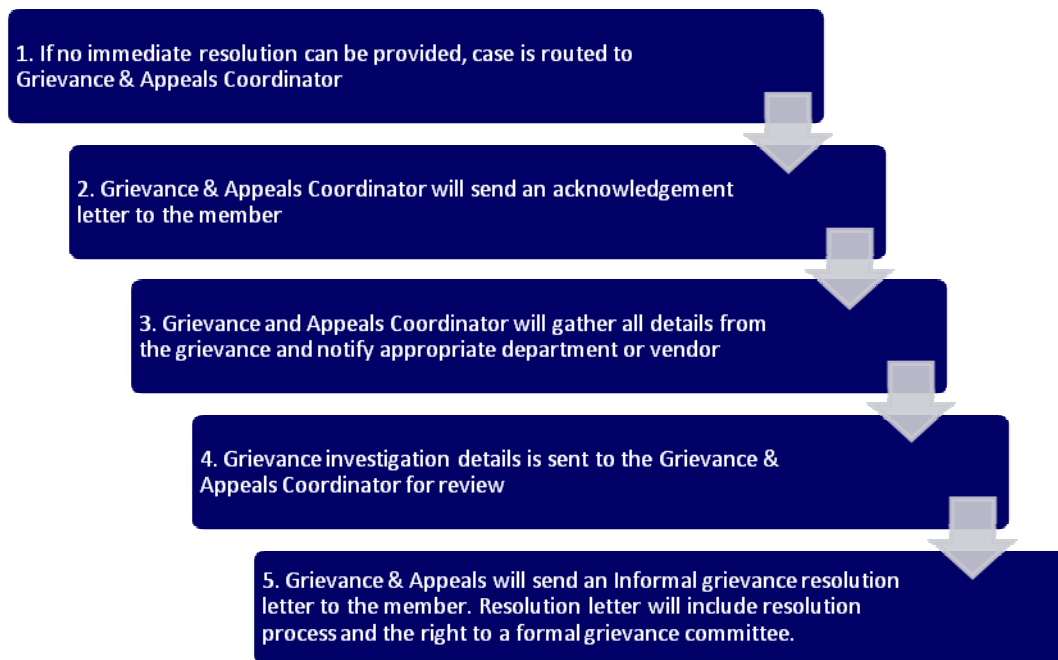 1. If no immediate resolution can be provided, case is routed to
Grievance & Appeals Coordinator
2. Grievance & Appeals Coordinator will send an acknowledgement
letter to the member
3. Grievance and Appeals Coordinator will gather all details from
the grievance and notify appropriate department or vendor
4. Grievance investigation details is sent to the Grievance &
Appeals Coordinator for review
5. Grievance & Appeals will send an Informal grievance resolution
letter to the member. Resolution letter will include resolution
process and the right to a formal grievance committee.